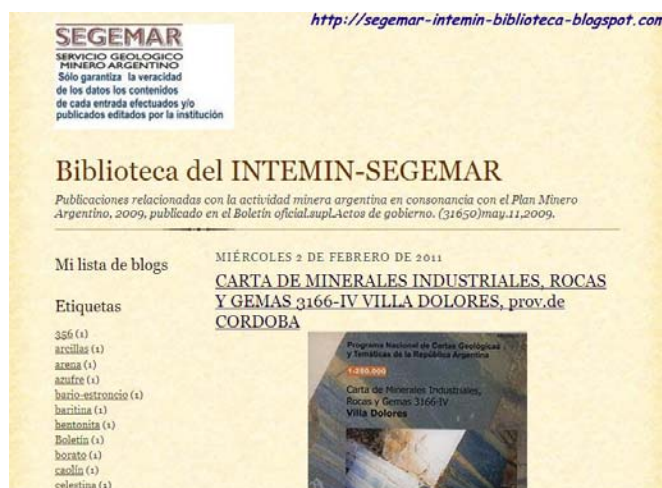 http://segemar-intemin-biblioteca-blogspot.com
SEGEMAR
SERVICIO GEOLOGICO
MINERO ARGENTINO
Sólo garantiza la veracidad
de los datos los contenidos
de cada entrada efectuados y/o
publicados editados por la institución
Biblioteca del INTEMIN-SEGEMAR
Publicaciones relacionadas con la actividad minera argentina en consonancia con el Plan Minero
Argentino, 2009, publicado en el Boletín oficial.supl.Actos de gobierno. (31650)may.11,2009.
Mi lista de blogs
Etiquetas
356 (1)
arcillas (1)
arena (1)
azufre (1)
bario-estroncio (1)
baritina (1)
bentonita (1)
Boletín (1)
borato (1)
caolín (1)
celestina (1)
MIÉRCOLES 2 DE FEBRERO DE 2011
CARTA DE MINERALES INDUSTRIALES, ROCAS
Y GEMAS 3166-IV VILLA DOLORES, prov.de
CORDOBA
Programa Nacional de Cartas Geológicas
y Temáticas de la República Argentina
1:250.000
Carta de Minerales Industriales,
Rocas y Gemas 3166-IV
Villa Dolores